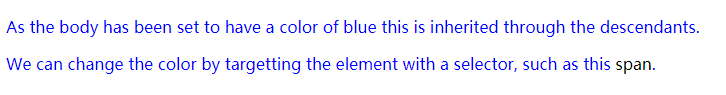 As the body has been set to have a color of blue this is inherited through the descendants.
We can change the color by targetting the element with a selector, such as this span.